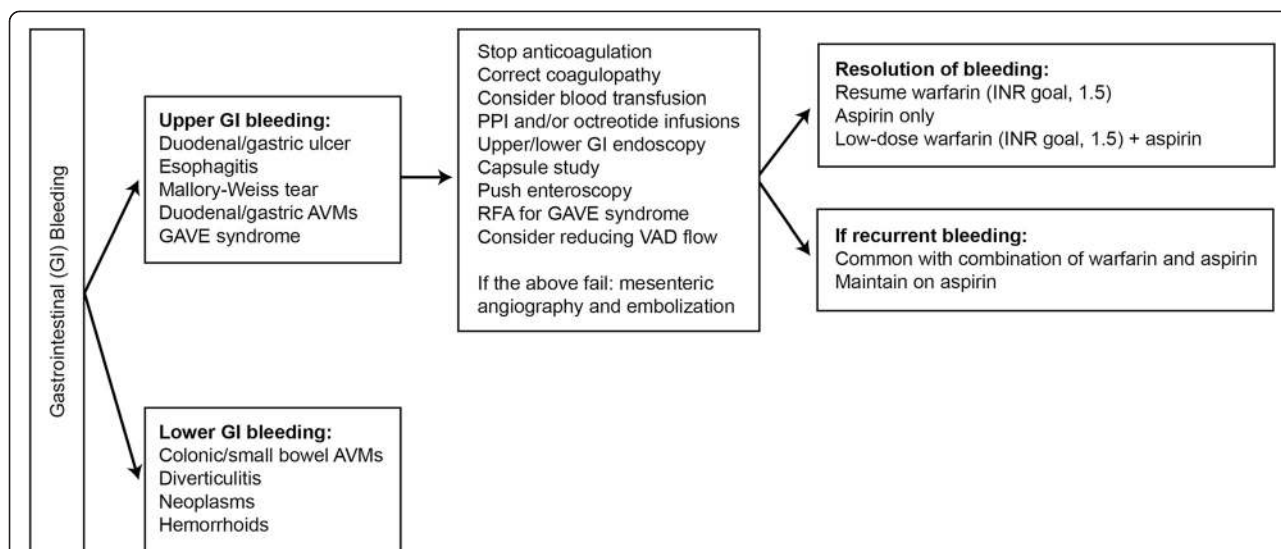 Gastrointestinal (GI) Bleeding
Upper GI bleeding:
Duodenal/gastric ulcer
Esophagitis
Mallory-Weiss tear
Duodenal/gastric AVMs
GAVE syndrome
Lower GI bleeding:
Colonic/small bowel AVMs
Diverticulitis
Neoplasms
Hemorrhoids
Stop anticoagulation
Correct coagulopathy
Consider blood transfusion
PPI and/or octreotide infusions
Upper/lower GI endoscopy
Capsule study
Push enteroscopy
RFA for GAVE syndrome
Consider reducing VAD flow
If the above fail: mesenteric
angiography and embolization
Resolution of bleeding:
Resume warfarin (INR goal, 1.5)
Aspirin only
Low-dose warfarin (INR goal, 1.5) + aspirin
If recurrent bleeding:
Common with combination of warfarin and aspirin
Maintain on aspirin